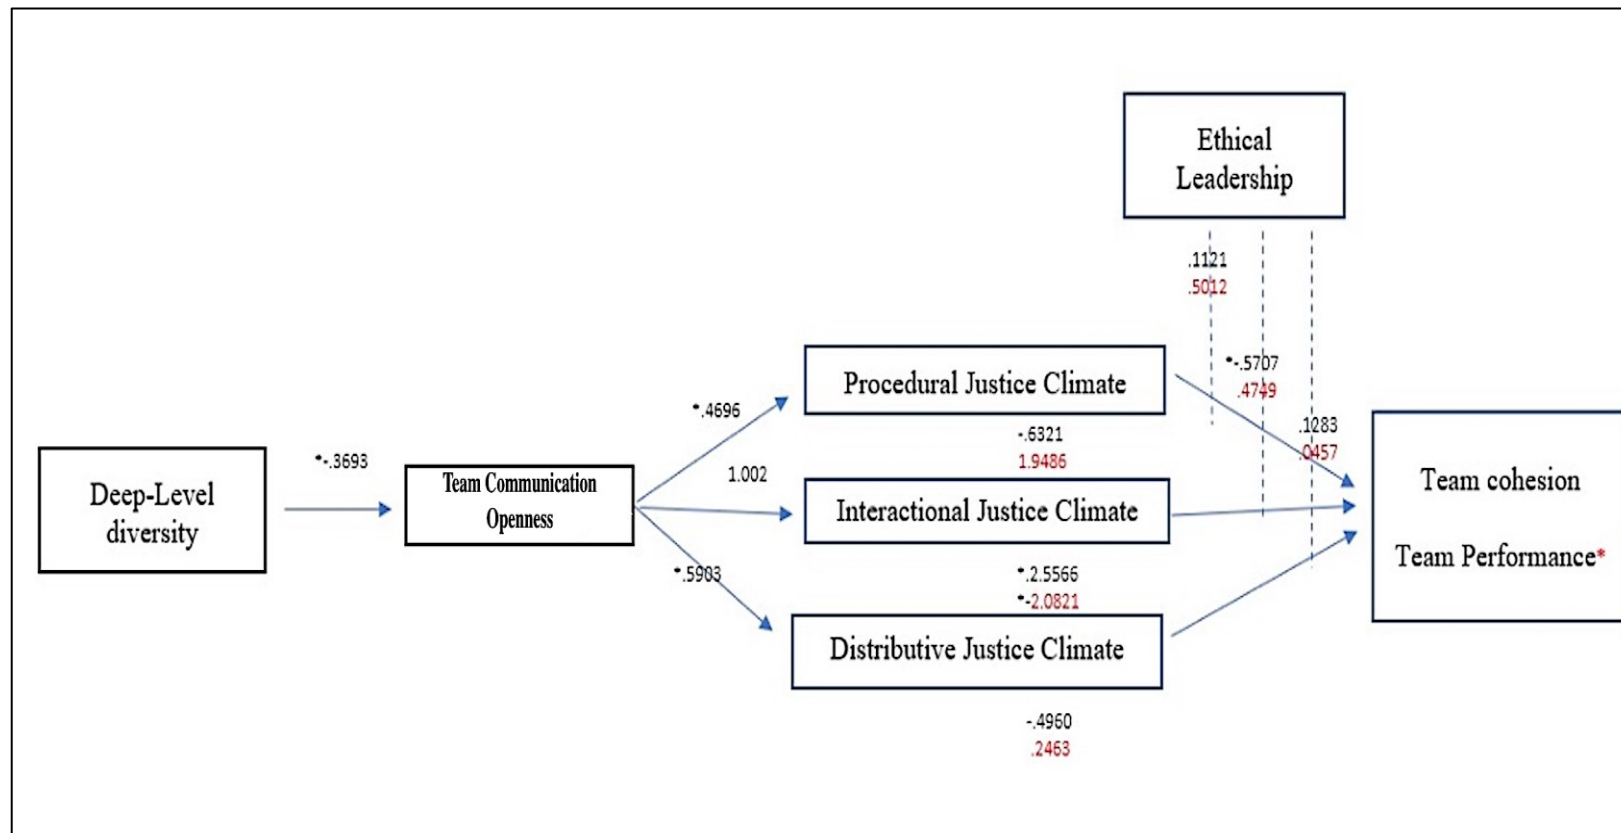 Ethical
Leadership
.1121
.5012
*-.5707
.4749
.1283
.0457
Procedural Justice Climate
*.4696
-.6321
1.9486
*-.3693
Deep-Level
diversity
Team Communication
Openness
1.002
Interactional Justice Climate
Team cohesion
Team Performance*
*.5903
*.2.5566
*-2.0821
Distributive Justice Climate
-.4960
.2463